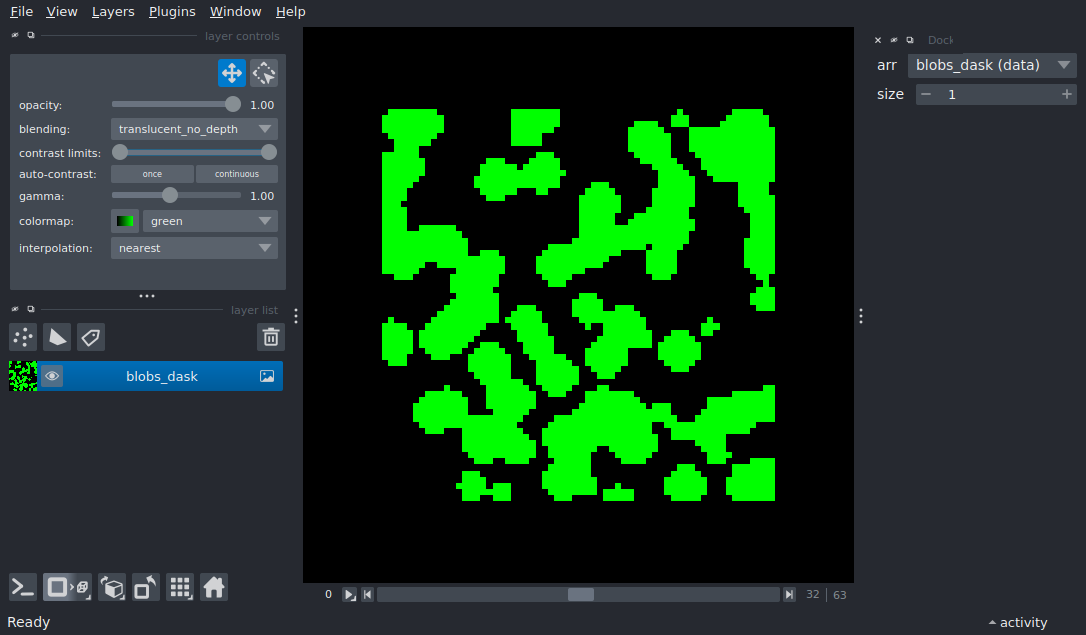 File View Layers Plugins Window Help
layer controls
opacity: 1.00
blending: translucent_no_depth
contrast limits:
auto-contrast: once continuous
gamma: 1.00
colormap: green
interpolation: nearest
layer list
blobs_dask
Dock
arr blobs_dask (data)
size 1
0 32 63
Ready
activity